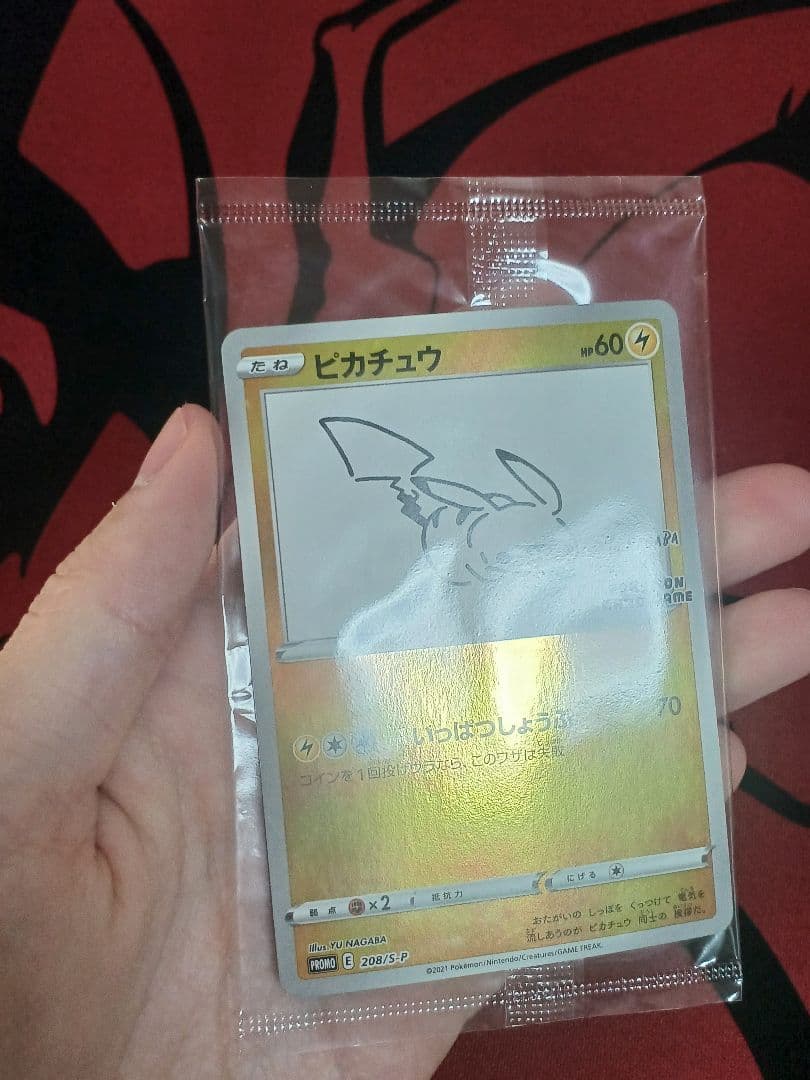 たね ピカチュウ HP60
ABA
ON
AME
いっはつしょうぶ 70
コインを1回投げウラなら、このワザは失敗。
弱点 ×2 抵抗力 にげる
おたがいの しっぽを くっつけて 電気を
流しあうのが ピカチュウ 同士の 挨拶だ。
illus. YU NAGABA
PROMO E 208/S-P
©2021 Pokémon/Nintendo/Creatures/GAME FREAK.